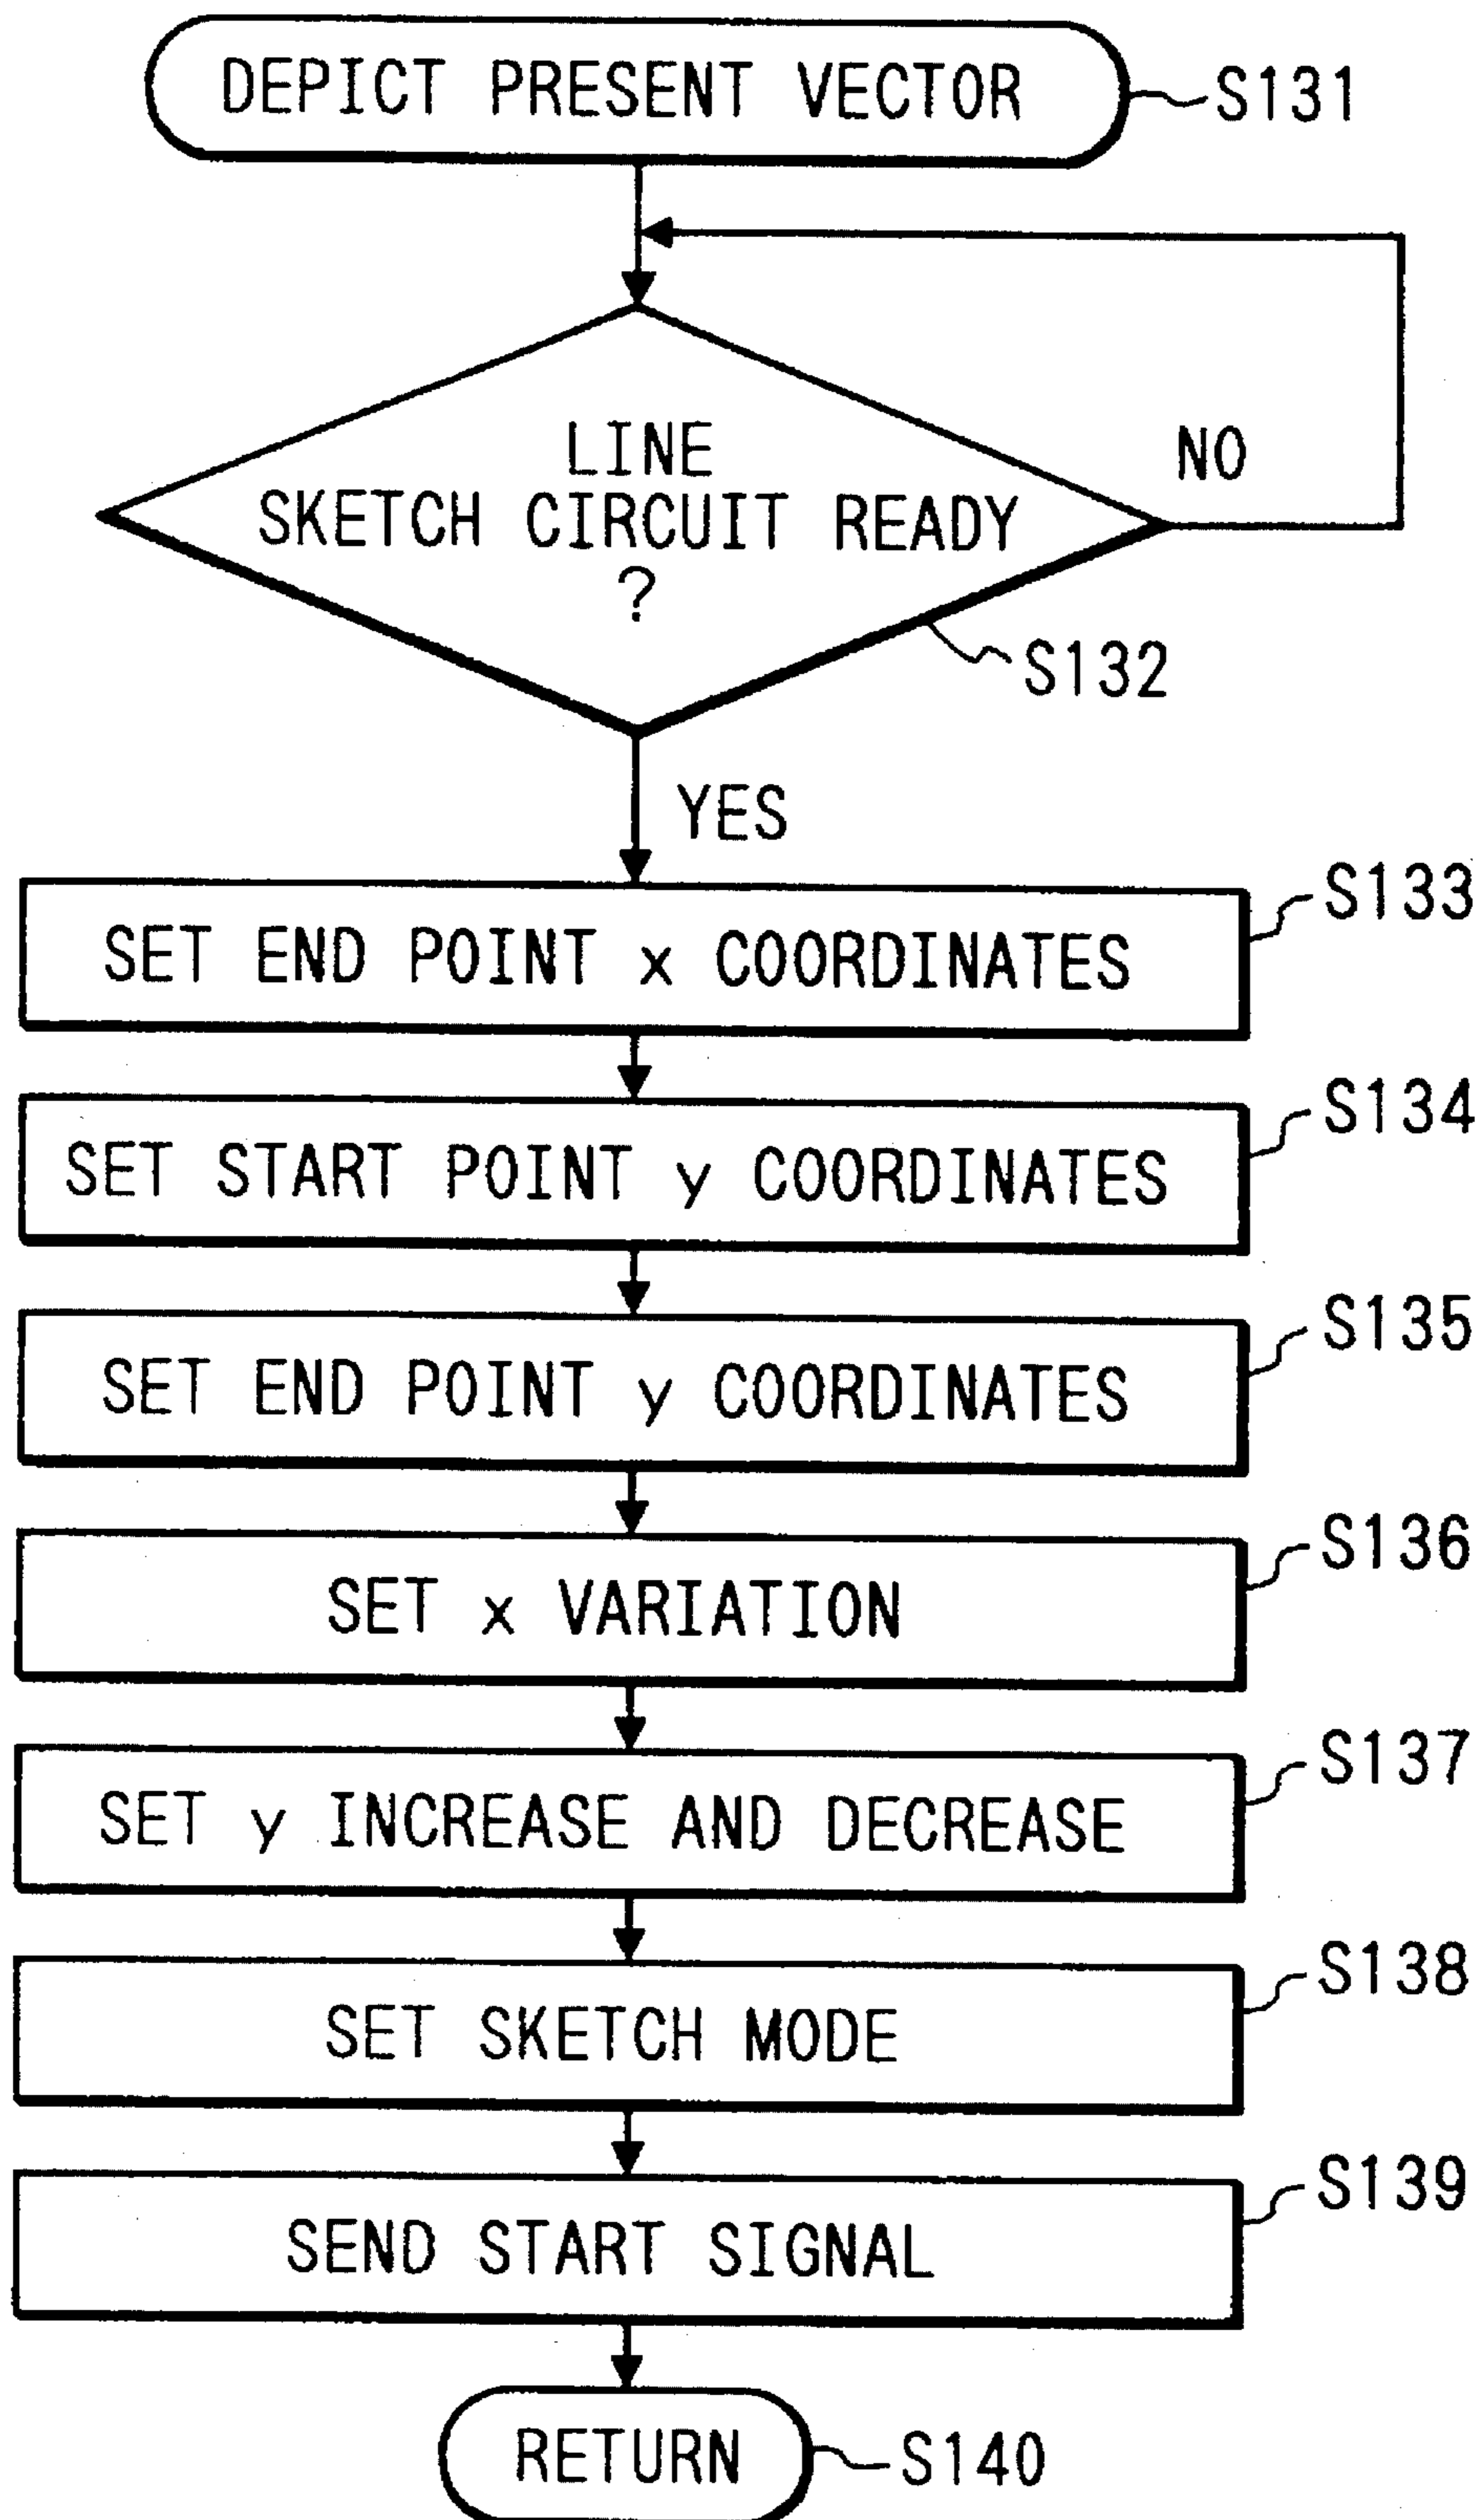 DEPICT PRESENT VECTOR
S131
LINE
SKETCH CIRCUIT READY
?
NO
S132
YES
S133
SET END POINT x COORDINATES
S134
SET START POINT y COORDINATES
S135
SET END POINT y COORDINATES
S136
SET x VARIATION
S137
SET y INCREASE AND DECREASE
S138
SET SKETCH MODE
S139
SEND START SIGNAL
RETURN
S140